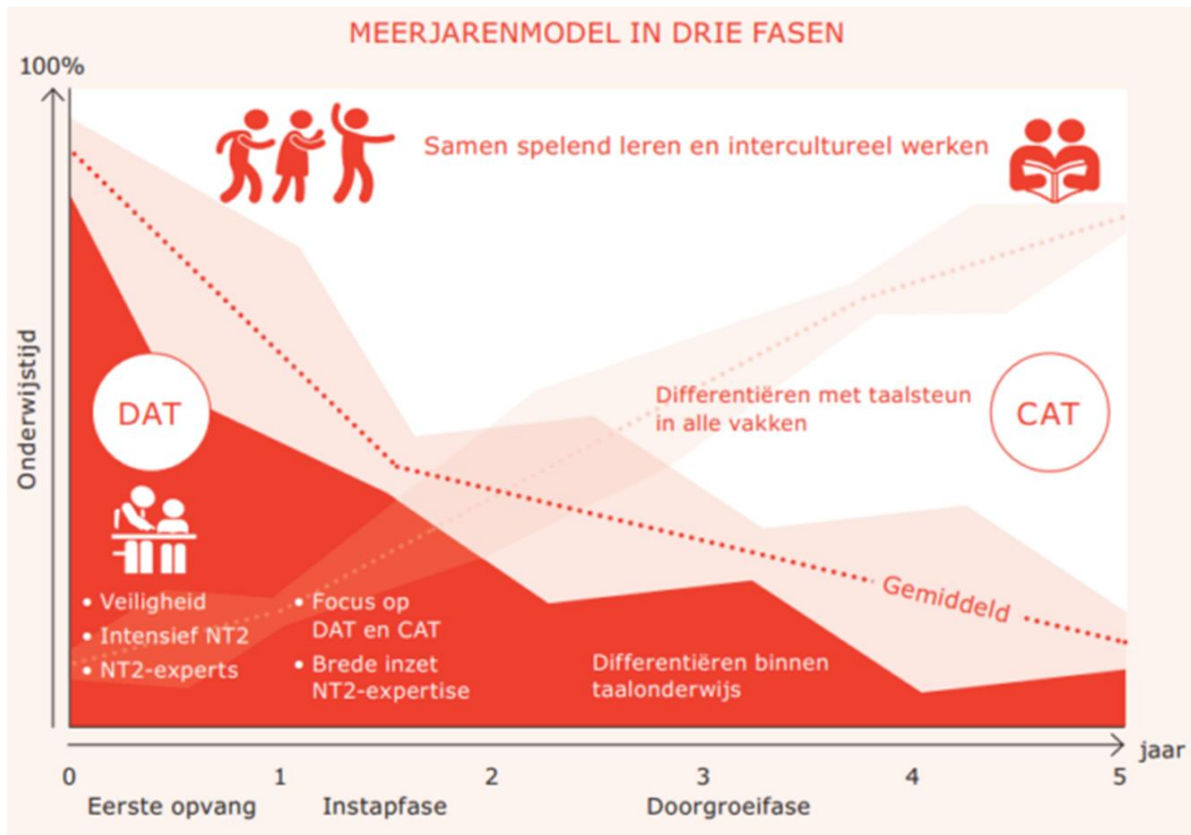 MEERJARENMODEL IN DRIE FASEN
100%
Samen spelend leren en intercultureel werken
Onderwijstijd
DAT
Differentiëren met taalsteun
in alle vakken
CAT
• Veiligheid
• Intensief NT2
• NT2-experts
• Focus op
DAT en CAT
• Brede inzet
NT2-expertise
Differentiëren binnen
taalonderwijs
Gemiddeld
jaar
0 1 2 3 4 5
Eerste opvang Instapfase Doorgroeifase